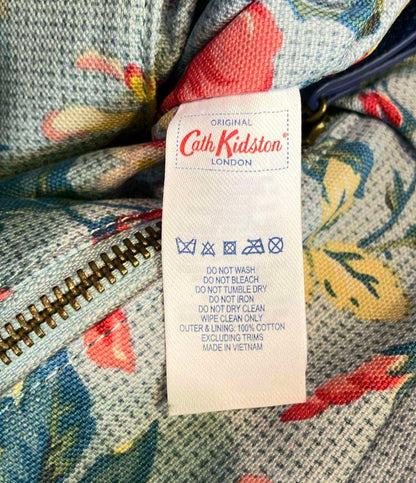 ORIGINAL
Cath Kidston®
LONDON
DO NOT WASH
DO NOT BLEACH
DO NOT TUMBLE DRY
DO NOT IRON
DO NOT DRY CLEAN
WIPE CLEAN ONLY
OUTER & LINING: 100% COTTON
EXCLUDING TRIMS
MADE IN VIETNAM